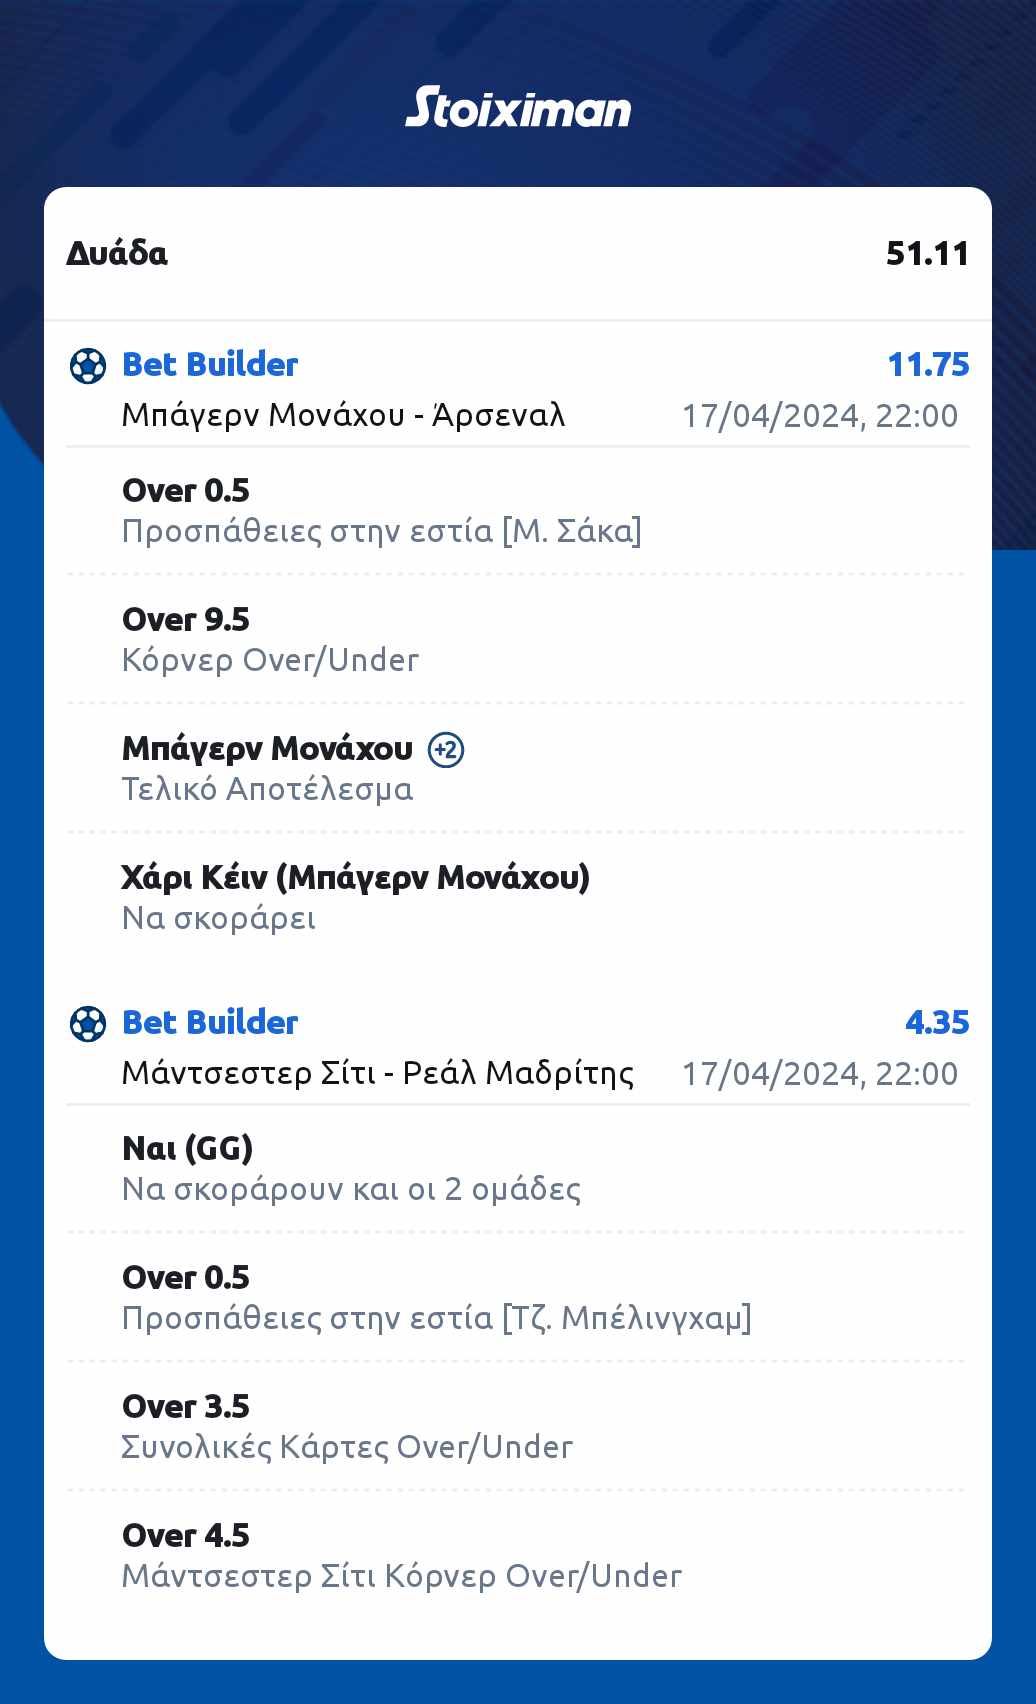 Stoiximan
Δυάδα 51.11
Bet Builder 11.75
Μπάγερν Μονάχου - Άρσεναλ 17/04/2024, 22:00
Over 0.5
Προσπάθειες στην εστία [Μ. Σάκα]
Over 9.5
Κόρνερ Over/Under
Μπάγερν Μονάχου +2
Τελικό Αποτέλεσμα
Χάρι Κέιν (Μπάγερν Μονάχου)
Να σκοράρει
Bet Builder 4.35
Μάντσεστερ Σίτι - Ρεάλ Μαδρίτης 17/04/2024, 22:00
Ναι (GG)
Να σκοράρουν και οι 2 ομάδες
Over 0.5
Προσπάθειες στην εστία [Τζ. Μπέλινγχαμ]
Over 3.5
Συνολικές Κάρτες Over/Under
Over 4.5
Μάντσεστερ Σίτι Κόρνερ Over/Under